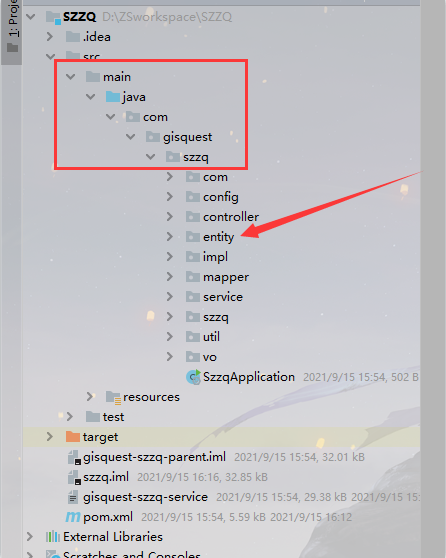 1: Proje
SZZQ D:\ZSworkspace\SZZQ
.idea
src
main
java
com
gisquest
szzq
com
config
controller
entity
impl
mapper
service
szzq
util
vo
SzzqApplication 2021/9/15 15:54, 502 B
resources
test
target
gisquest-szzq-parent.iml 2021/9/15 15:54, 32.01 kB
szzq.iml 2021/9/15 16:16, 32.85 kB
gisquest-szzq-service 2021/9/15 15:54, 29.38 kB 2021/9/15
pom.xml 2021/9/15 15:54, 5.59 kB 2021/9/15 16:12
External Libraries
Scratches and Consoles